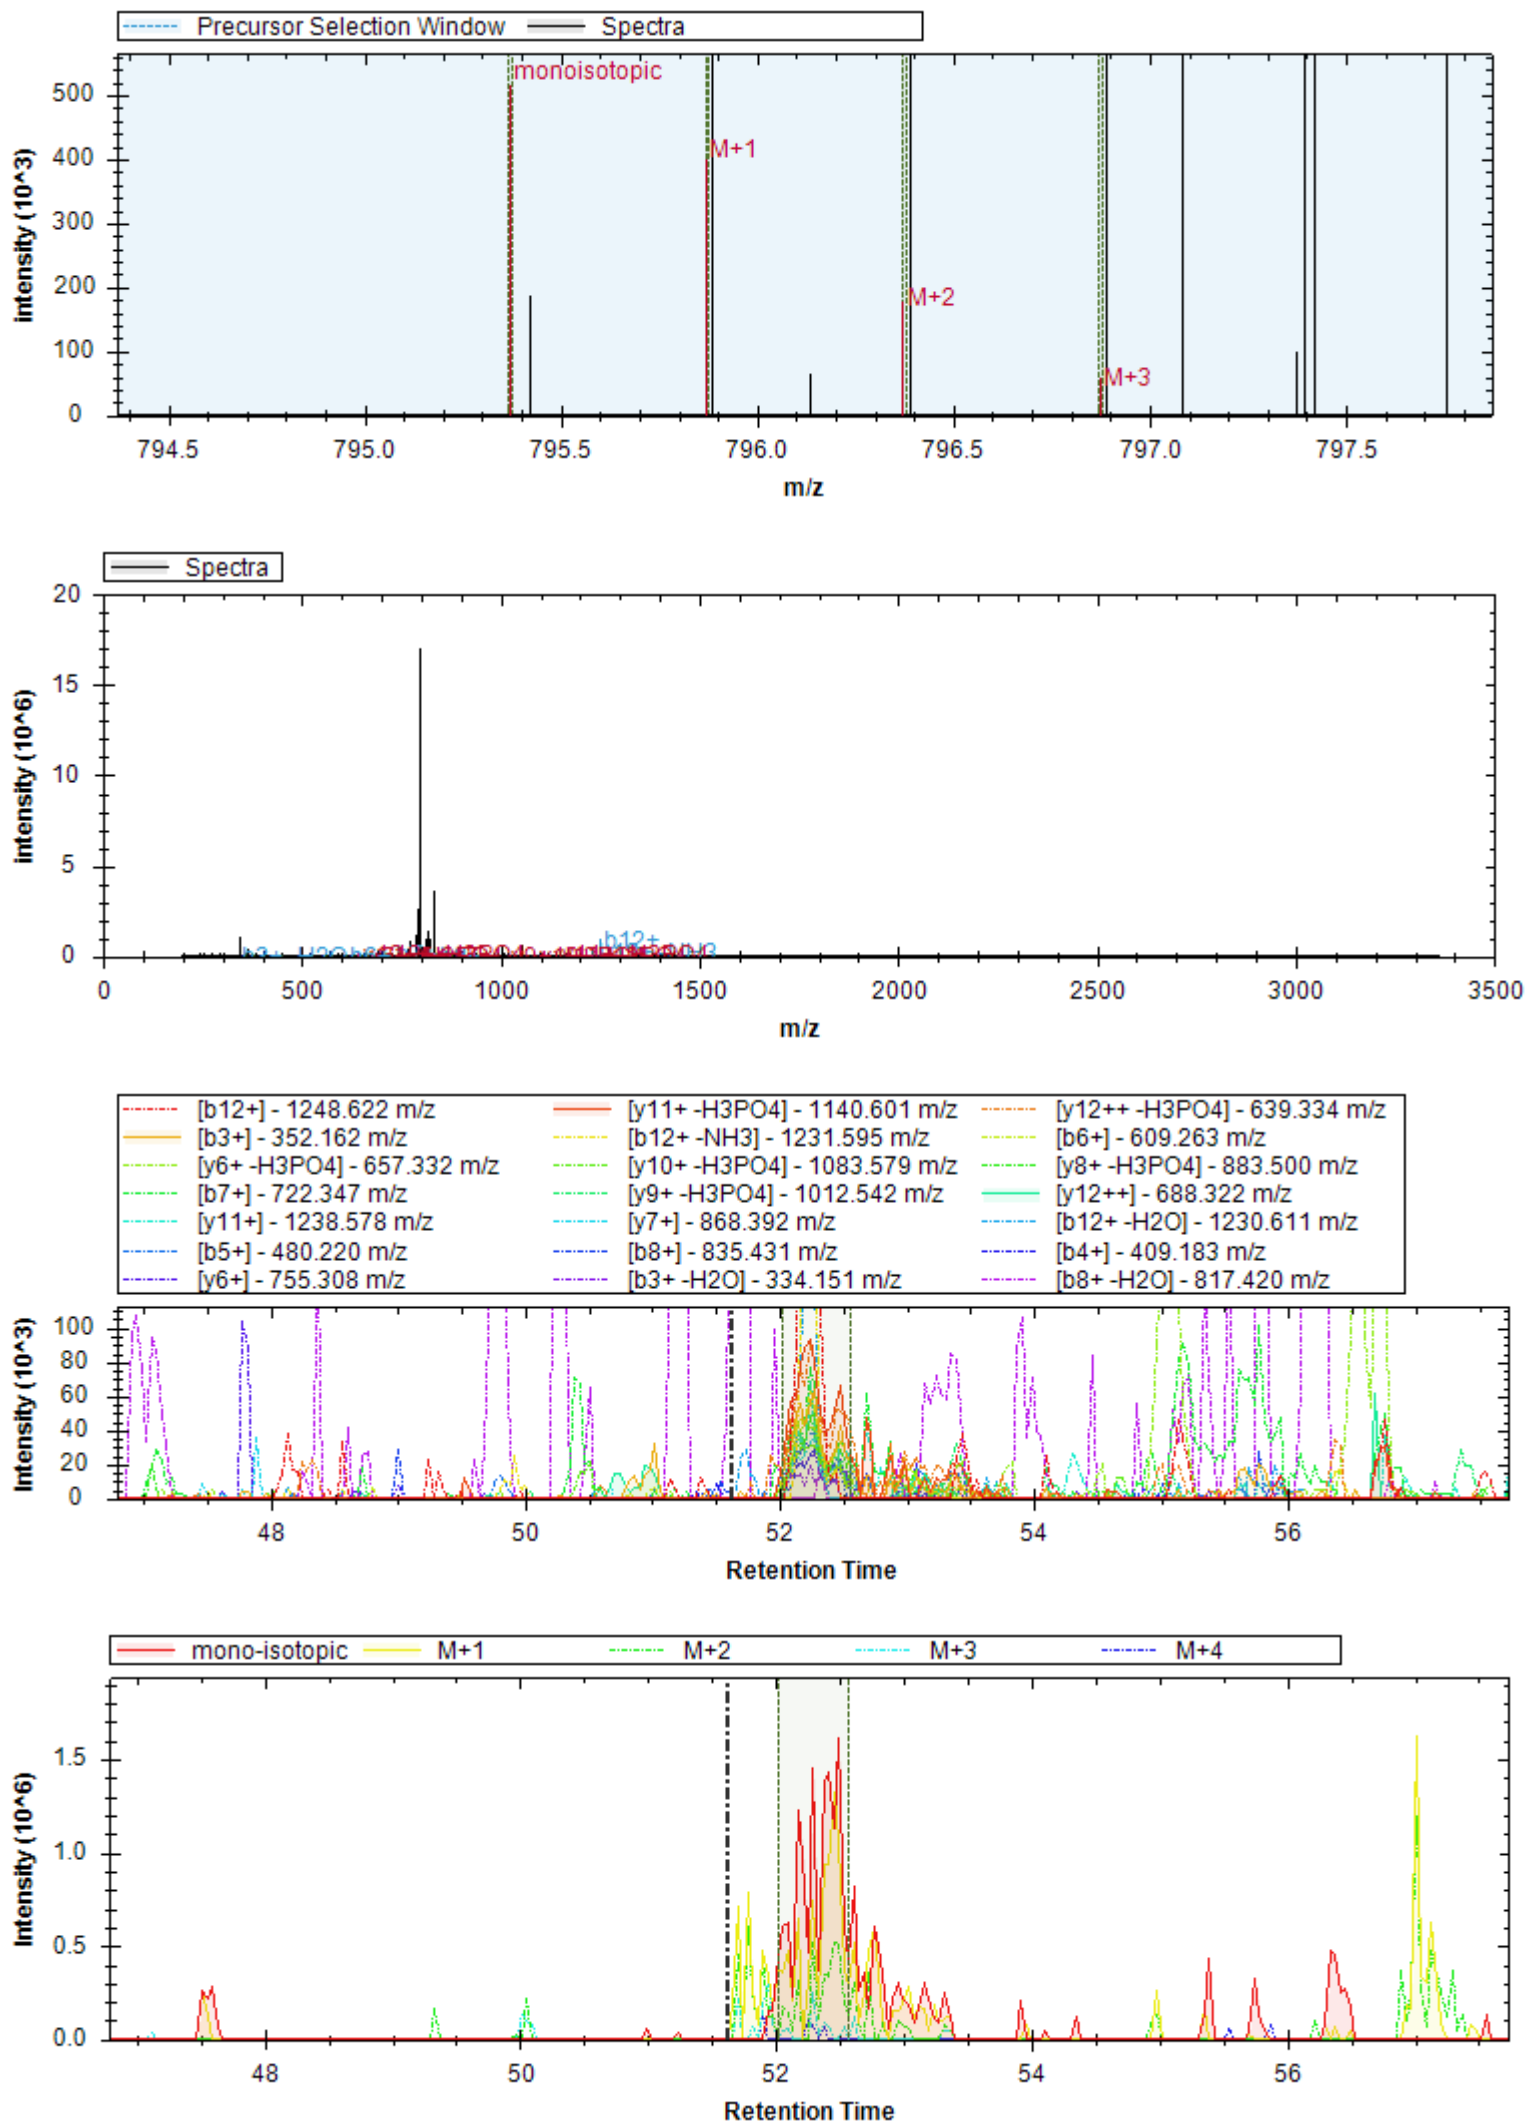 Precursor Selection Window Spectra
monoisotopic
M+1
M+2
M+3
intensity (10^3)
500
400
300
200
100
0
794.5 795.0 795.5 796.0 796.5 797.0 797.5
m/z
Spectra
intensity (10^6)
20
15
10
5
0
b12+
0 500 1000 1500 2000 2500 3000 3500
m/z
[b12+] - 1248.622 m/z [y11+ -H3PO4] - 1140.601 m/z [y12++ -H3PO4] - 639.334 m/z
[b3+] - 352.162 m/z [b12+ -NH3] - 1231.595 m/z [b6+] - 609.263 m/z
[y6+ -H3PO4] - 657.332 m/z [y10+ -H3PO4] - 1083.579 m/z [y8+ -H3PO4] - 883.500 m/z
[b7+] - 722.347 m/z [y9+ -H3PO4] - 1012.542 m/z [y12++] - 688.322 m/z
[y11+] - 1238.578 m/z [y7+] - 868.392 m/z [b12+ -H2O] - 1230.611 m/z
[b5+] - 480.220 m/z [b8+] - 835.431 m/z [b4+] - 409.183 m/z
[y6+] - 755.308 m/z [b3+ -H2O] - 334.151 m/z [b8+ -H2O] - 817.420 m/z
Intensity (10^3)
100
80
60
40
20
0
48 50 52 54 56
Retention Time
mono-isotopic M+1 M+2 M+3 M+4
Intensity (10^6)
1.5
1.0
0.5
0.0
48 50 52 54 56
Retention Time